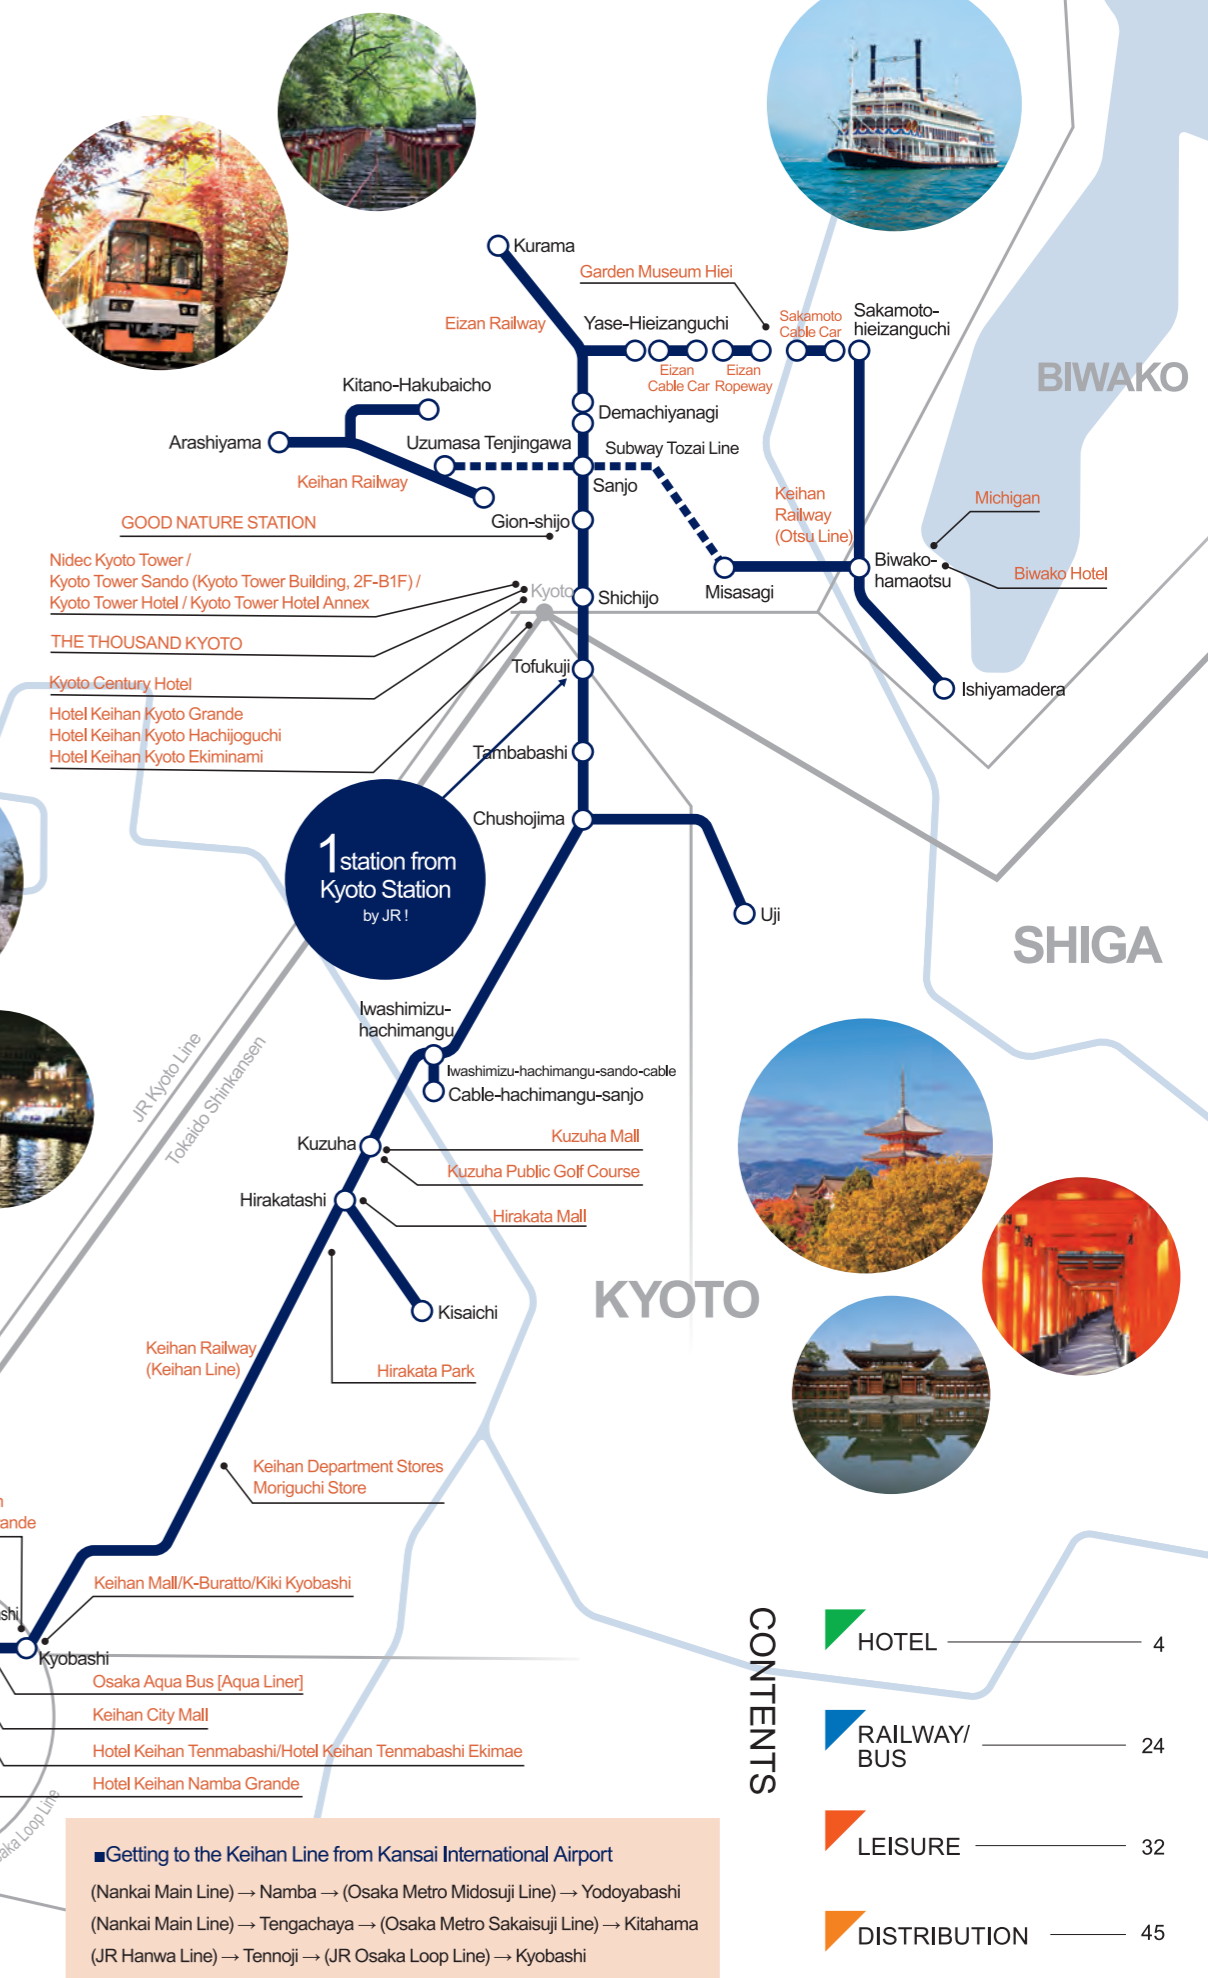 Kurama
Garden Museum Hiei
Eizan Railway
Yase-Hieizanguchi
Sakamoto
Cable Car
Sakamoto-
hieizanguchi
Eizan
Cable Car
Eizan
Ropeway
BIWAKO
Kitano-Hakubaicho
Demachiyanagi
Arashiyama
Uzumasa Tenjingawa
Subway Tozai Line
Keihan Railway
Sanjo
Keihan
Railway
(Otsu Line)
Michigan
GOOD NATURE STATION
Gion-shijo
Nidec Kyoto Tower /
Kyoto Tower Sando (Kyoto Tower Building, 2F-B1F) /
Kyoto Tower Hotel / Kyoto Tower Hotel Annex
Kyoto
Shichijo
Misasagi
Biwako-
hamaotsu
Biwako Hotel
THE THOUSAND KYOTO
Tofukuji
Kyoto Century Hotel
Ishiyamadera
Hotel Keihan Kyoto Grande
Hotel Keihan Kyoto Hachijoguchi
Hotel Keihan Kyoto Ekiminami
Tambabashi
Chushojima
1 station from
Kyoto Station
by JR !
Uji
SHIGA
Iwashimizu-
hachimangu
Iwashimizu-hachimangu-sando-cable
Cable-hachimangu-sanjo
JR Kyoto Line
Tokaido Shinkansen
Kuzuha
Kuzuha Mall
Kuzuha Public Golf Course
Hirakatashi
Hirakata Mall
KYOTO
Kisaichi
Keihan Railway
(Keihan Line)
Hirakata Park
Keihan Department Stores
Moriguchi Store
n
ande
Keihan Mall/K-Buratto/Kiki Kyobashi
shi
Kyobashi
Osaka Aqua Bus [Aqua Liner]
Keihan City Mall
Hotel Keihan Tenmabashi/Hotel Keihan Tenmabashi Ekimae
Hotel Keihan Namba Grande
aka Loop Line
■Getting to the Keihan Line from Kansai International Airport
(Nankai Main Line) → Namba → (Osaka Metro Midosuji Line) → Yodoyabashi
(Nankai Main Line) → Tengachaya → (Osaka Metro Sakaisuji Line) → Kitahama
(JR Hanwa Line) → Tennoji → (JR Osaka Loop Line) → Kyobashi
CONTENTS
HOTEL 4
RAILWAY/
BUS 24
LEISURE 32
DISTRIBUTION 45